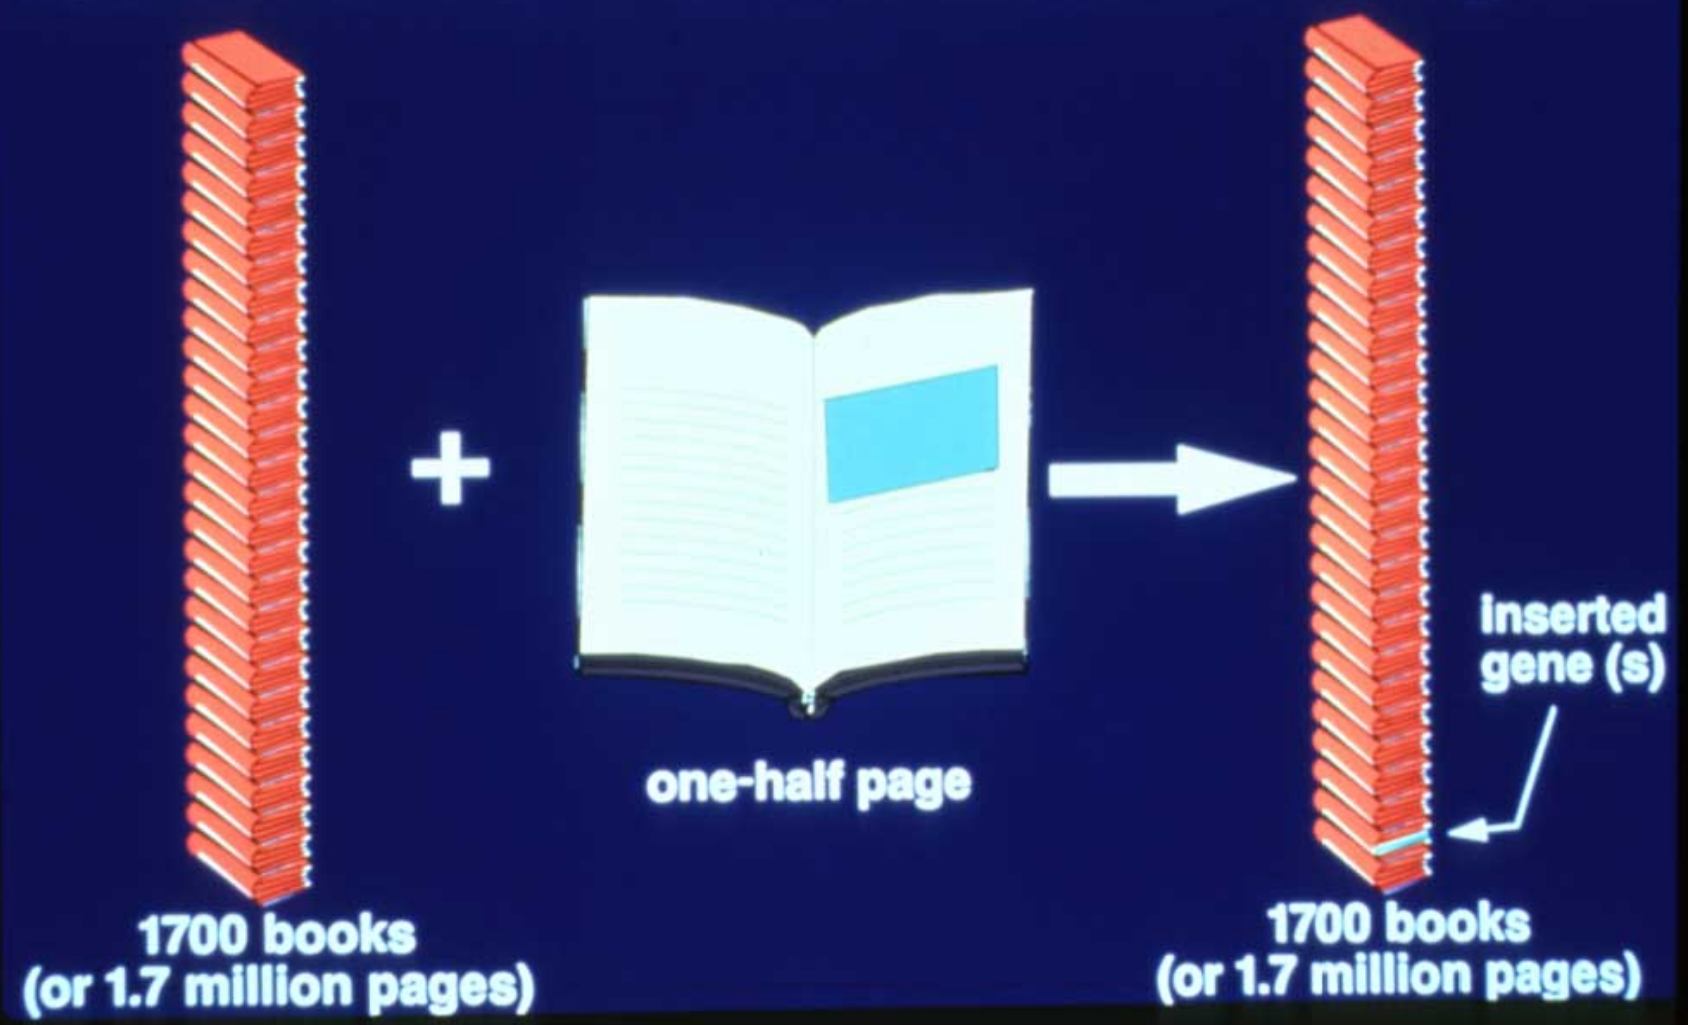 inserted
gene (s)
one-half page
1700 books
(or 1.7 million pages)
1700 books
(or 1.7 million pages)